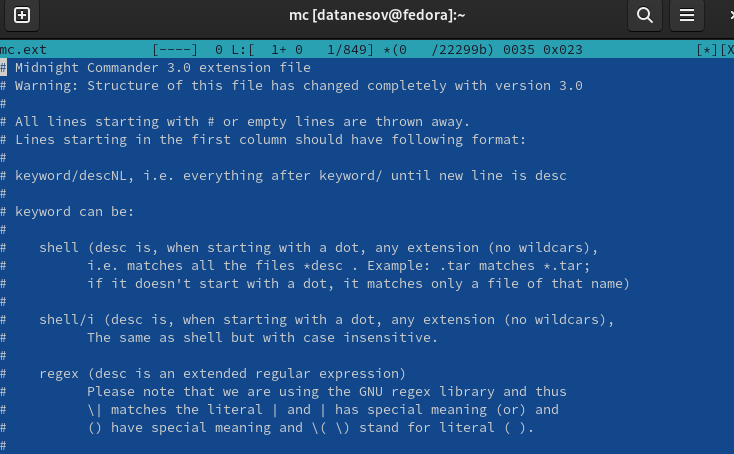 mc [datanesov@fedora]:~
mc.ext [----] 0 L:[ 1+ 0 1/849] *(0 /22299b) 0035 0x023 [*][X
# Midnight Commander 3.0 extension file
# Warning: Structure of this file has changed completely with version 3.0
#
# All lines starting with # or empty lines are thrown away.
# Lines starting in the first column should have following format:
#
# keyword/descNL, i.e. everything after keyword/ until new line is desc
#
# keyword can be:
#
#    shell (desc is, when starting with a dot, any extension (no wildcars),
#          i.e. matches all the files *desc . Example: .tar matches *.tar;
#          if it doesn't start with a dot, it matches only a file of that name)
#
#    shell/i (desc is, when starting with a dot, any extension (no wildcars),
#          The same as shell but with case insensitive.
#
#    regex (desc is an extended regular expression)
#          Please note that we are using the GNU regex library and thus
#          \| matches the literal | and | has special meaning (or) and
#          () have special meaning and \( \) stand for literal ( ).
#